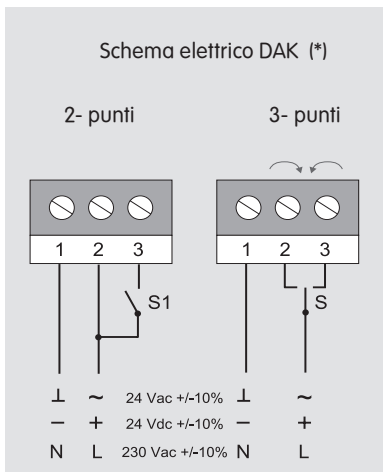 Schema elettrico DAK (*)
2- punti 3- punti
1 2 3 1 2 3
S1 S
⊥ ~ 24 Vac +/-10% ⊥ ~
− + 24 Vdc +/-10% − +
N L 230 Vac +/-10% N L